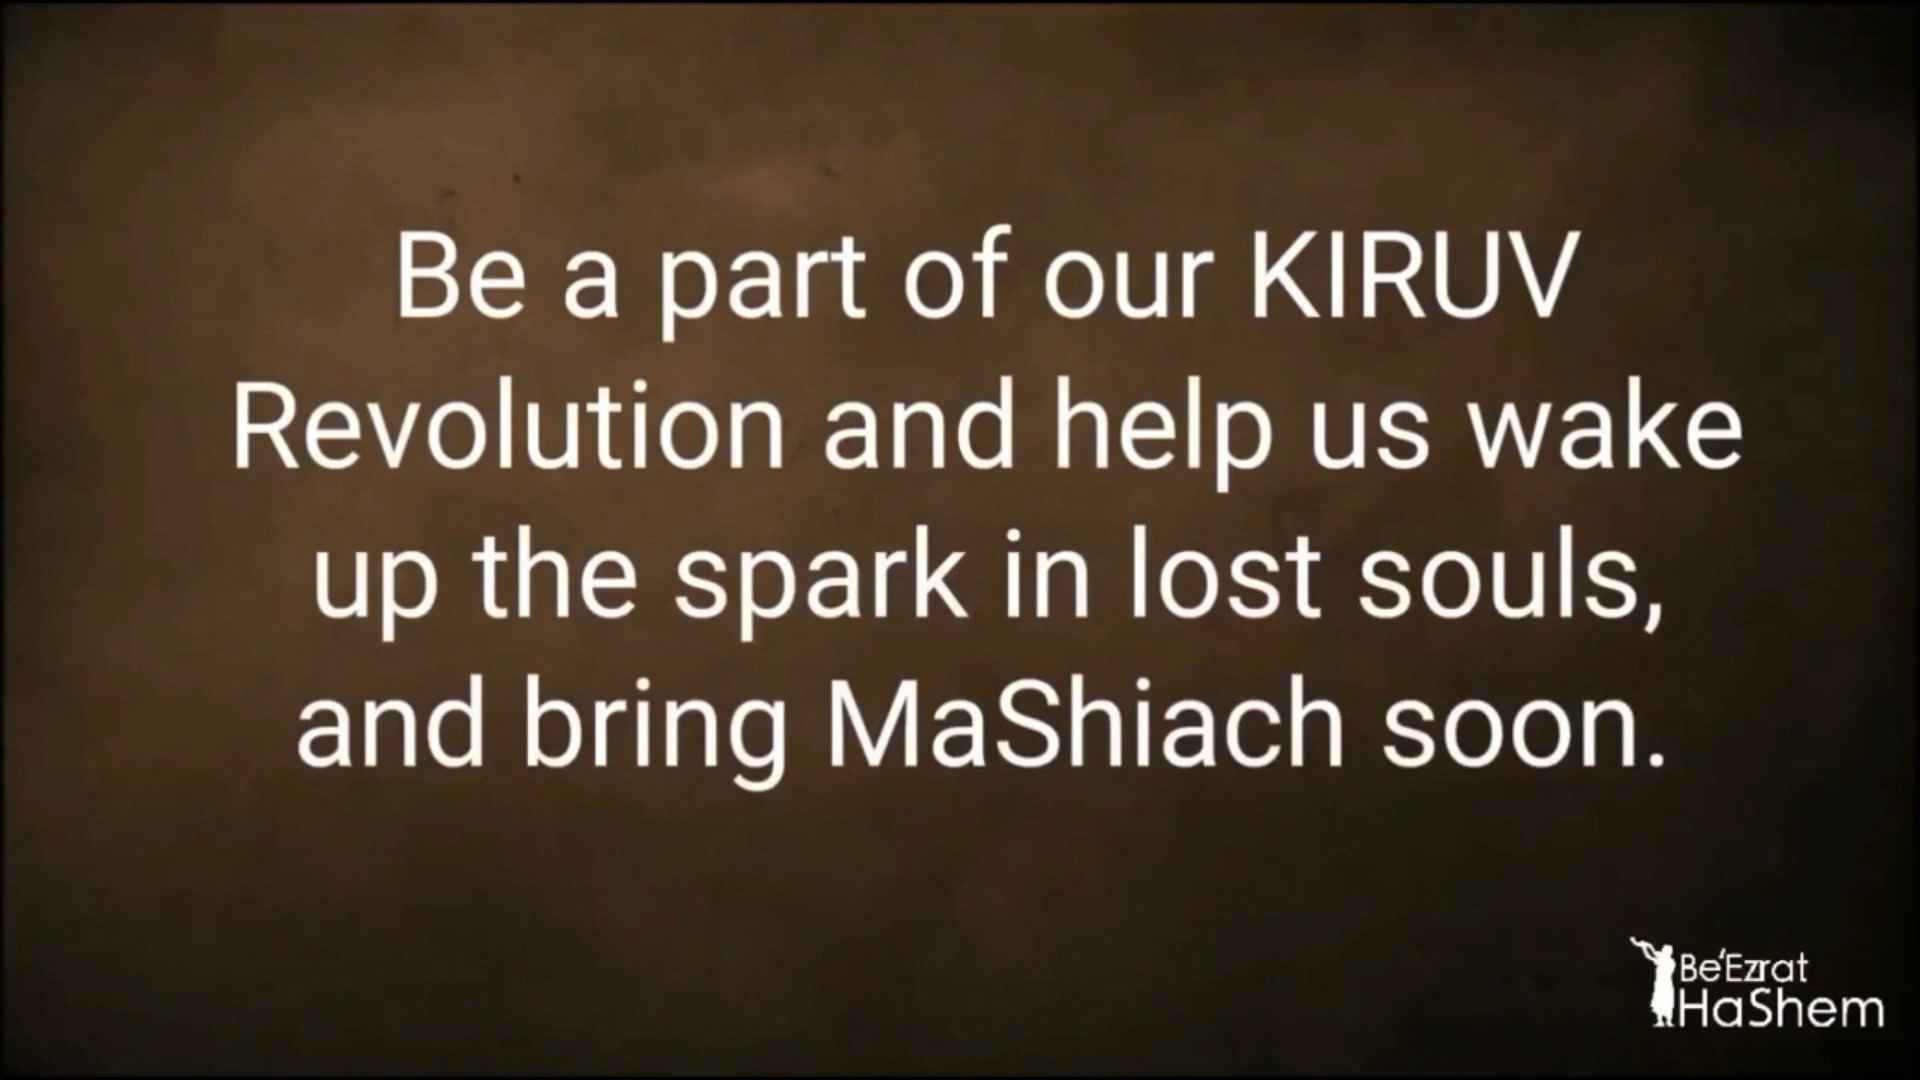 Be a part of our KIRUV
Revolution and help us wake
up the spark in lost souls,
and bring MaShiach soon.
Be'Ezrat
HaShem